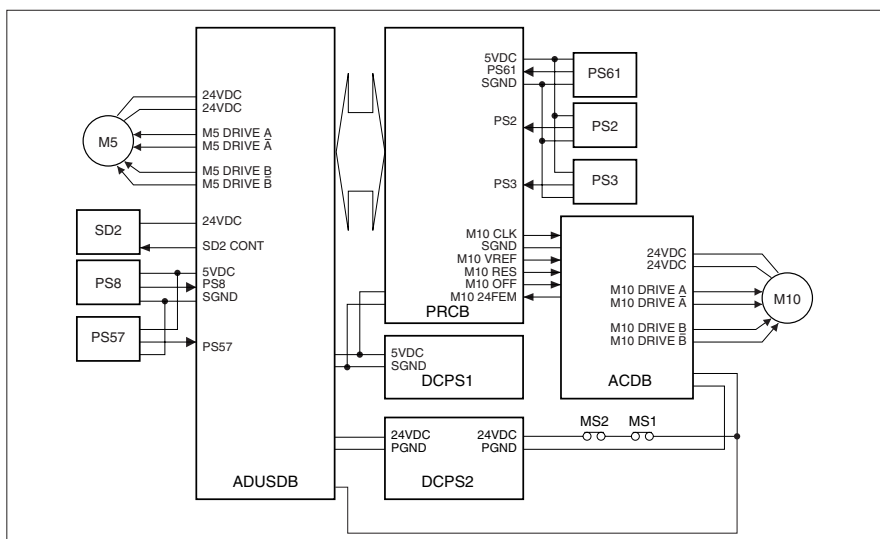 24VDC
24VDC
M5
M5 DRIVE A
M5 DRIVE A̅
M5 DRIVE B
M5 DRIVE B̅
SD2
24VDC
SD2 CONT
PS8
5VDC
PS8
SGND
PS57
PS57
ADUSDB
5VDC
PS61
SGND
PS61
PS2
PS2
PS3
PS3
M10 CLK
SGND
M10 VREF
M10 RES
M10 OFF
M10 24FEM
PRCB
24VDC
24VDC
M10 DRIVE A
M10 DRIVE A̅
M10 DRIVE B
M10 DRIVE B̅
M10
ACDB
5VDC
SGND
DCPS1
24VDC
PGND
24VDC
PGND
DCPS2
MS2
MS1